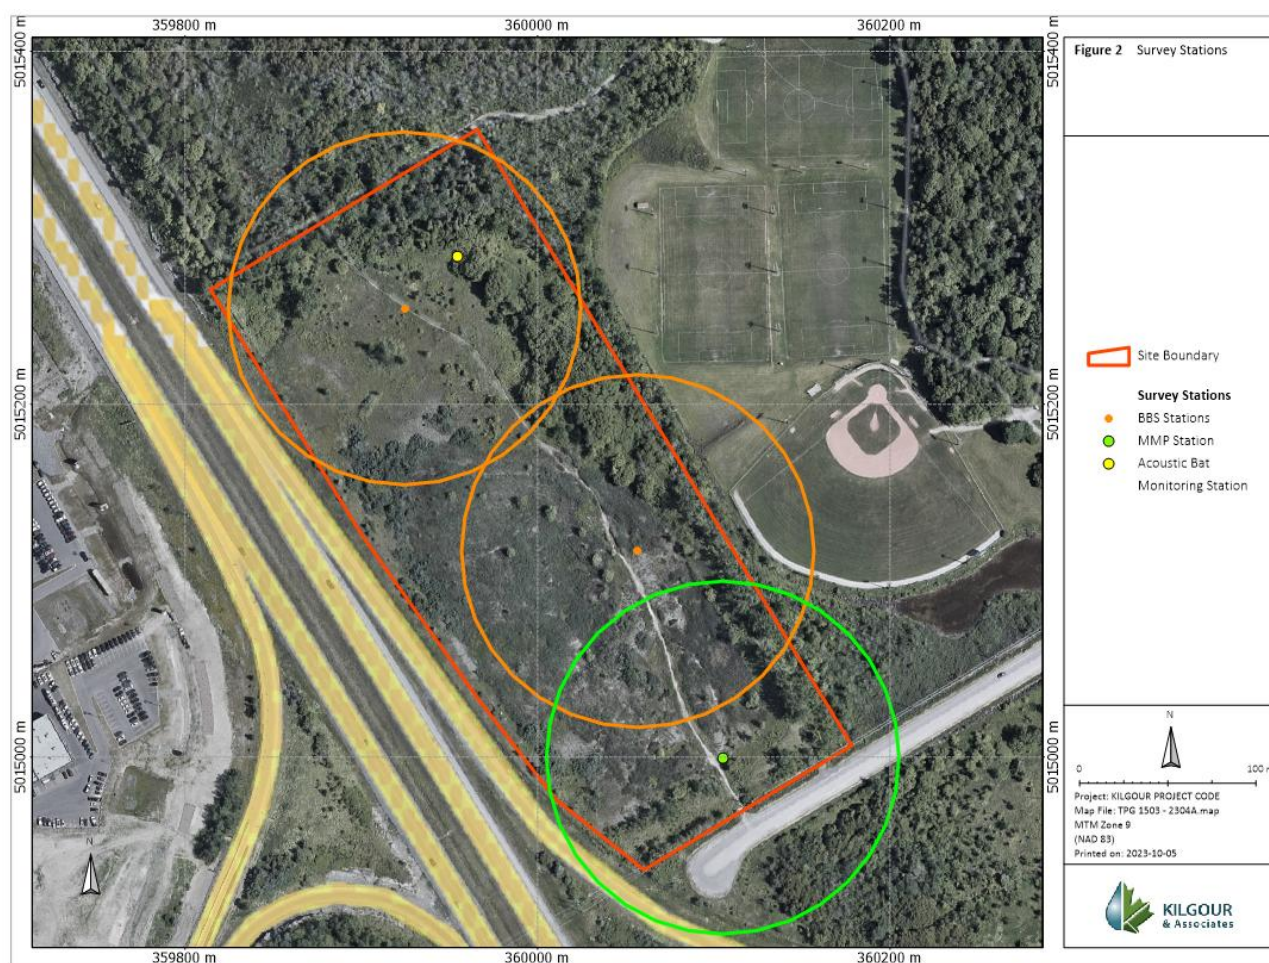 359800 m
360000 m
360200 m
5015400 m
5015400 m
Figure 2 Survey Stations
Site Boundary
Survey Stations
5015200 m
5015200 m
BBS Stations
MMP Station
Acoustic Bat
Monitoring Station
5015000 m
5015000 m
N
0 100 m
Project: KILGOUR PROJECT CODE
Map File: TPG 1503 - 2304A.map
MTM Zone 9
(NAD 83)
Printed on: 2023-10-05
N
KILGOUR
& Associates
359800 m
360000 m
360200 m